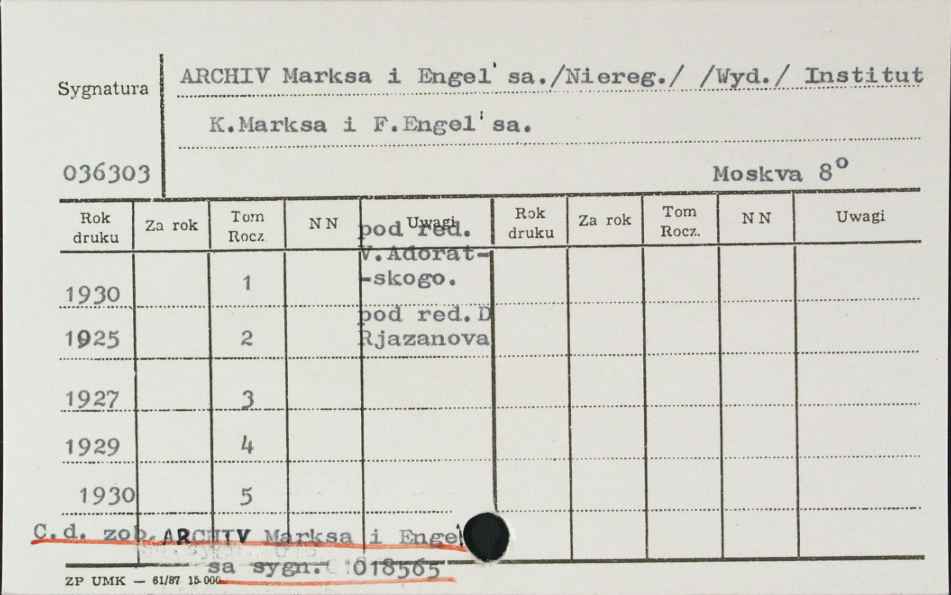 Sygnatura
ARCHIV Marksa i Engel'sa./Niereg./ /Wyd./ Institut
K.Marksa i F.Engel'sa.
036303
Moskva 8°
Rok druku Za rok Tom Rocz. NN Uwagi Rok druku Za rok Tom Rocz. NN Uwagi
pod red.
V.Adorat-
1930 1 -skogo.
pod red.D
1925 2 Rjazanova
1927 3
1929 4
1930 5
C.d. zob. ARCHIV Marksa i Engel'
sa sygn. 018565
ZP UMK — 61/87 15 000